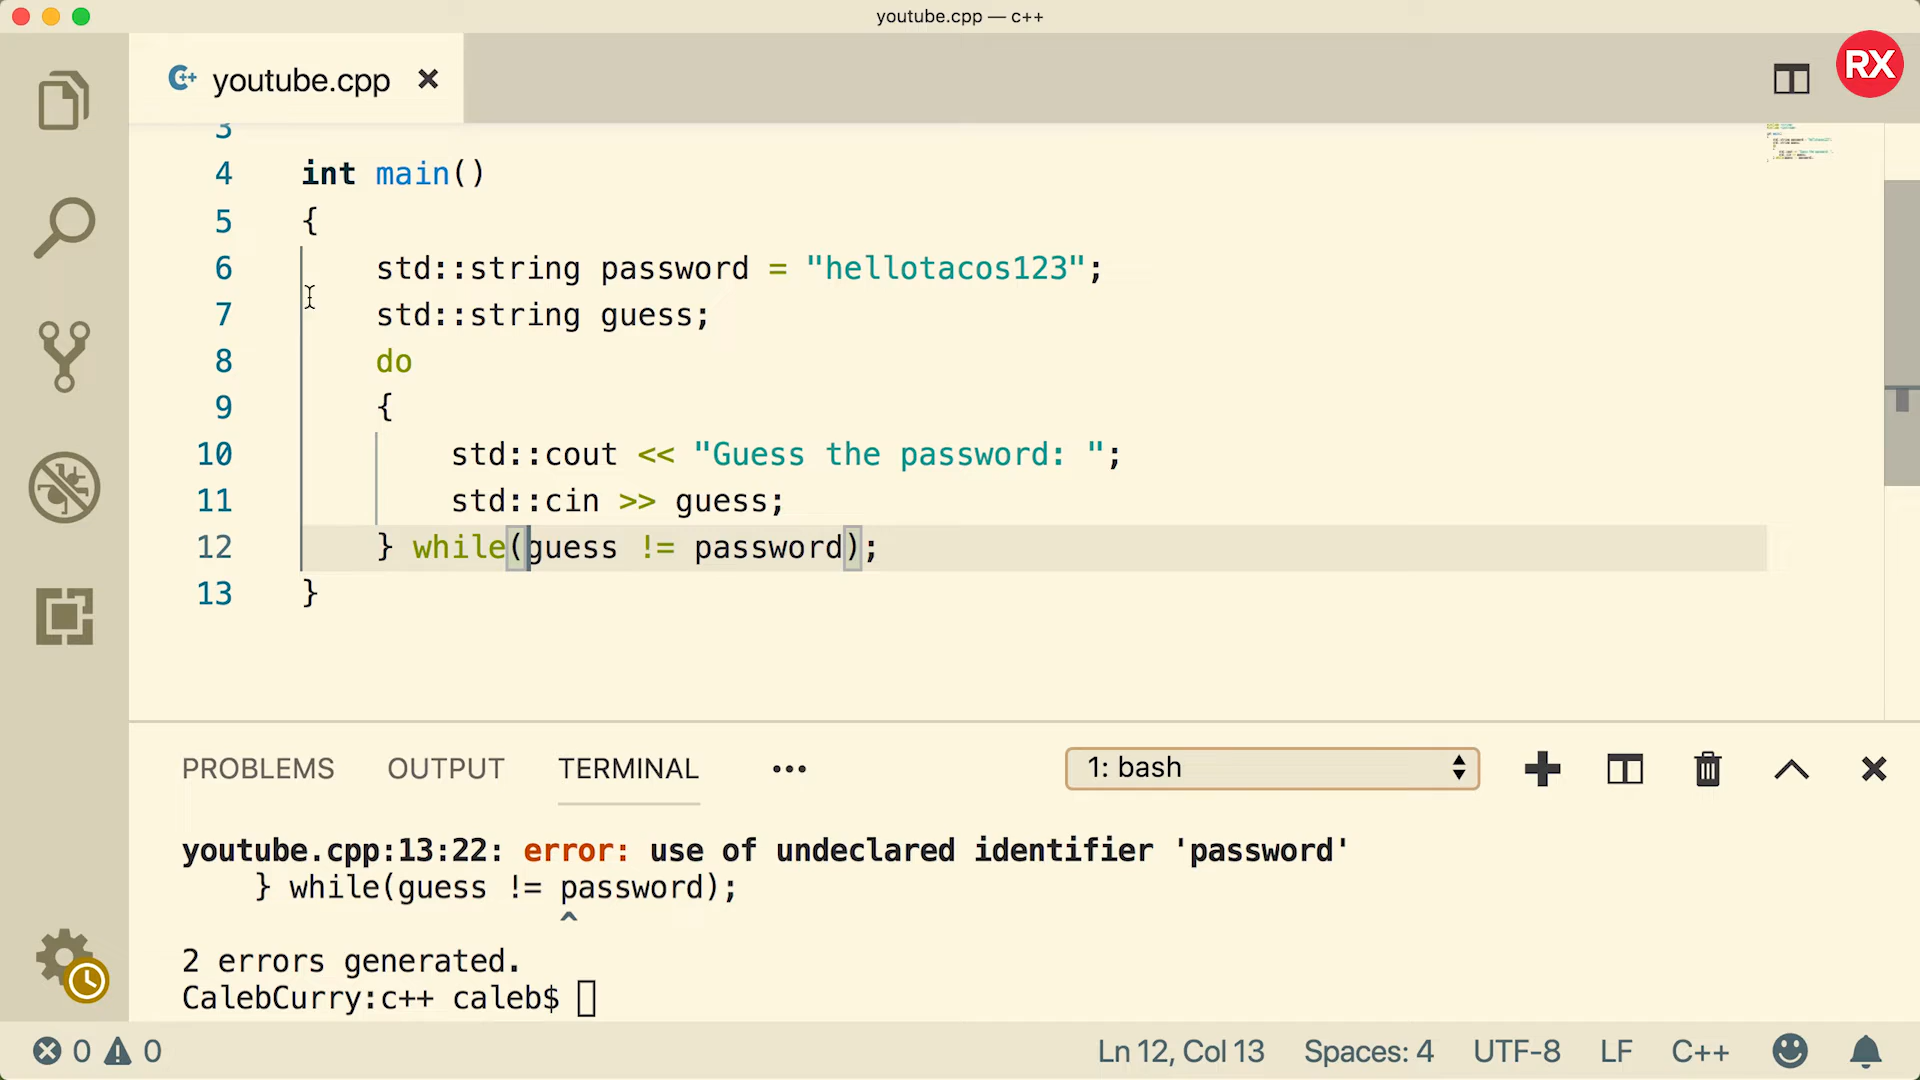 youtube.cpp — c++
youtube.cpp
RX
3
4 int main()
5 {
6 std::string password = "hellotacos123";
7 std::string guess;
8 do
9 {
10 std::cout << "Guess the password: ";
11 std::cin >> guess;
12 } while(guess != password);
13 }
PROBLEMS OUTPUT TERMINAL ••• 1: bash
youtube.cpp:13:22: error: use of undeclared identifier 'password'
} while(guess != password);
^
2 errors generated.
CalebCurry:c++ caleb$
0 0 Ln 12, Col 13 Spaces: 4 UTF-8 LF C++